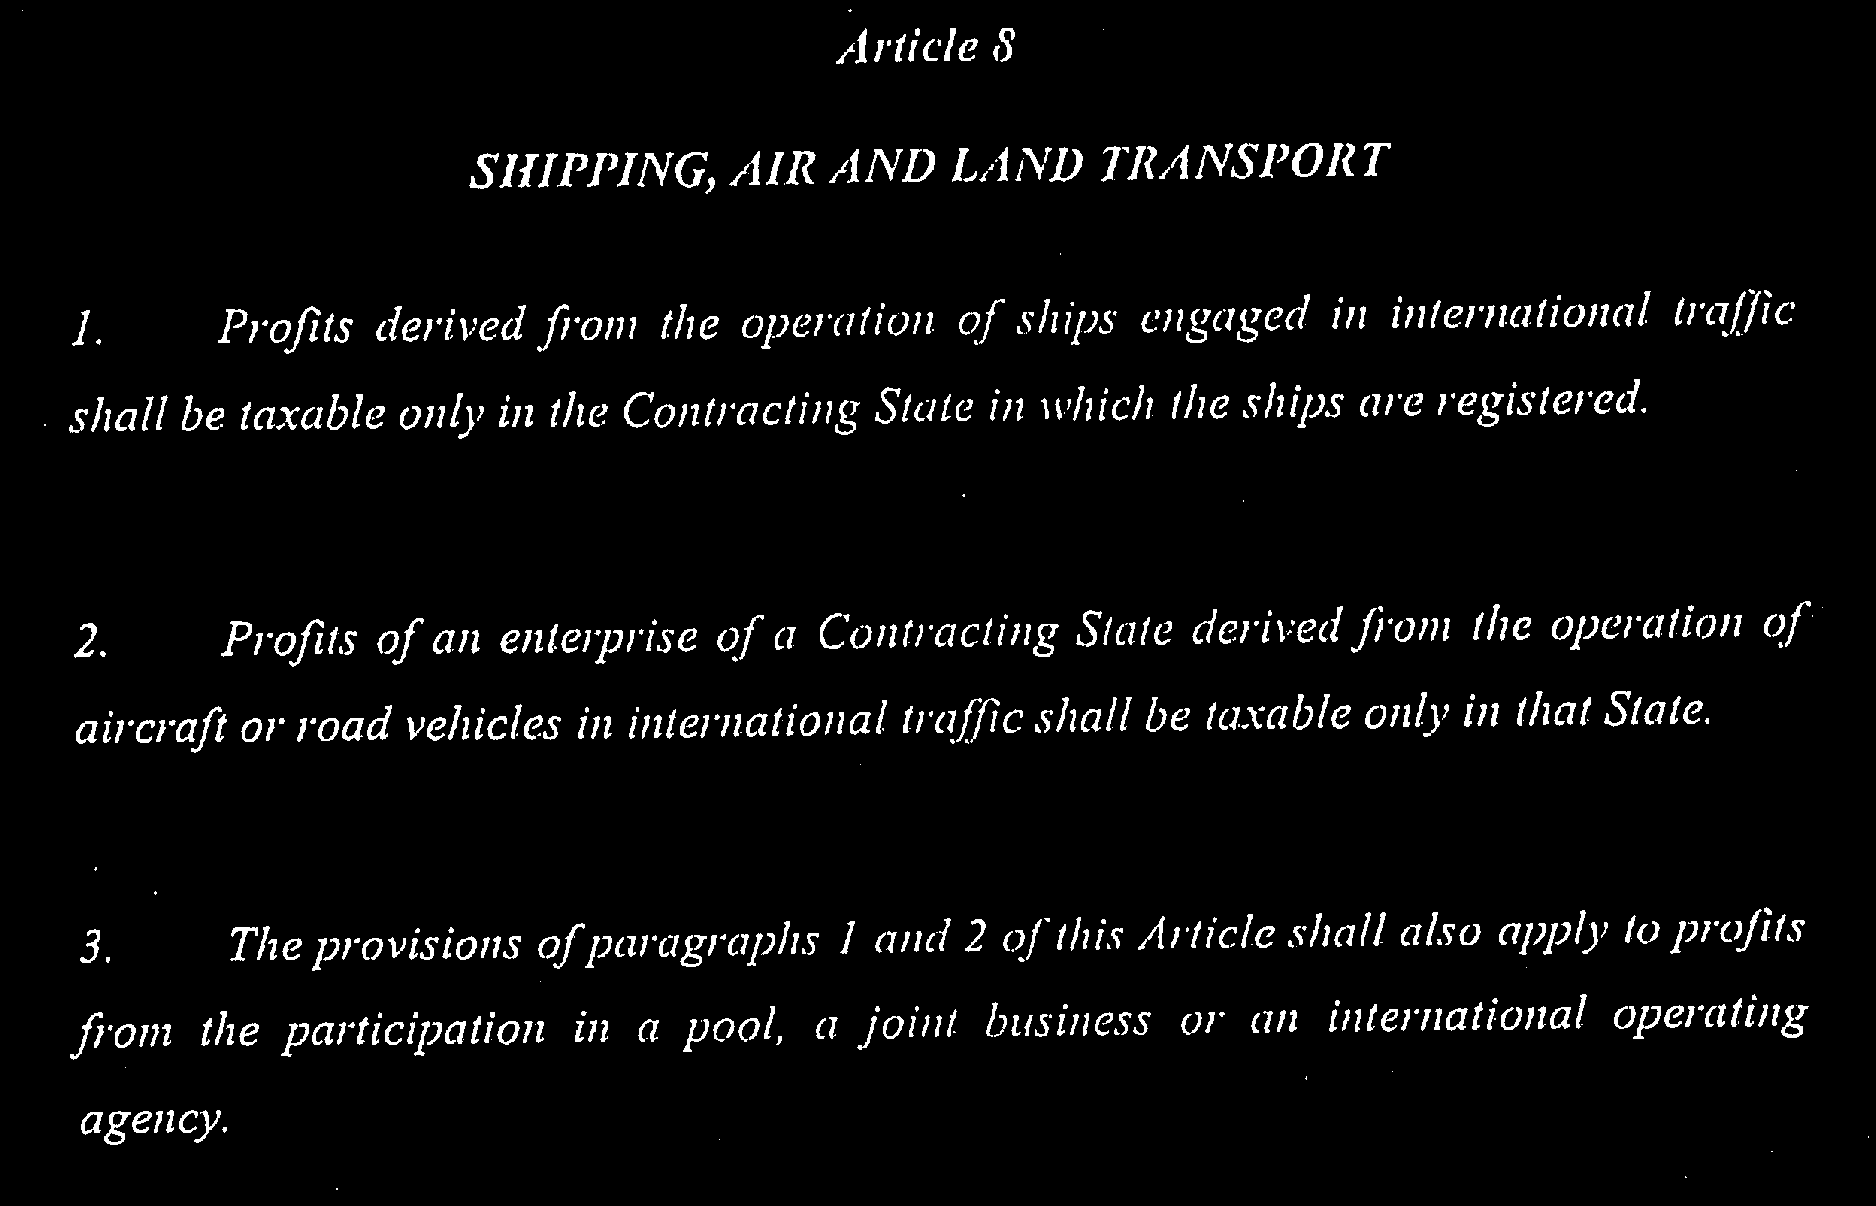 Article 8
SHIPPING, AIR AND LAND TRANSPORT
1. Profits derived from the operation of ships engaged in international traffic
shall be taxable only in the Contracting State in which the ships are registered.
2. Profits of an enterprise of a Contracting State derived from the operation of
aircraft or road vehicles in international traffic shall be taxable only in that State.
3. The provisions of paragraphs 1 and 2 of this Article shall also apply to profits
from the participation in a pool, a joint business or an international operating
agency.